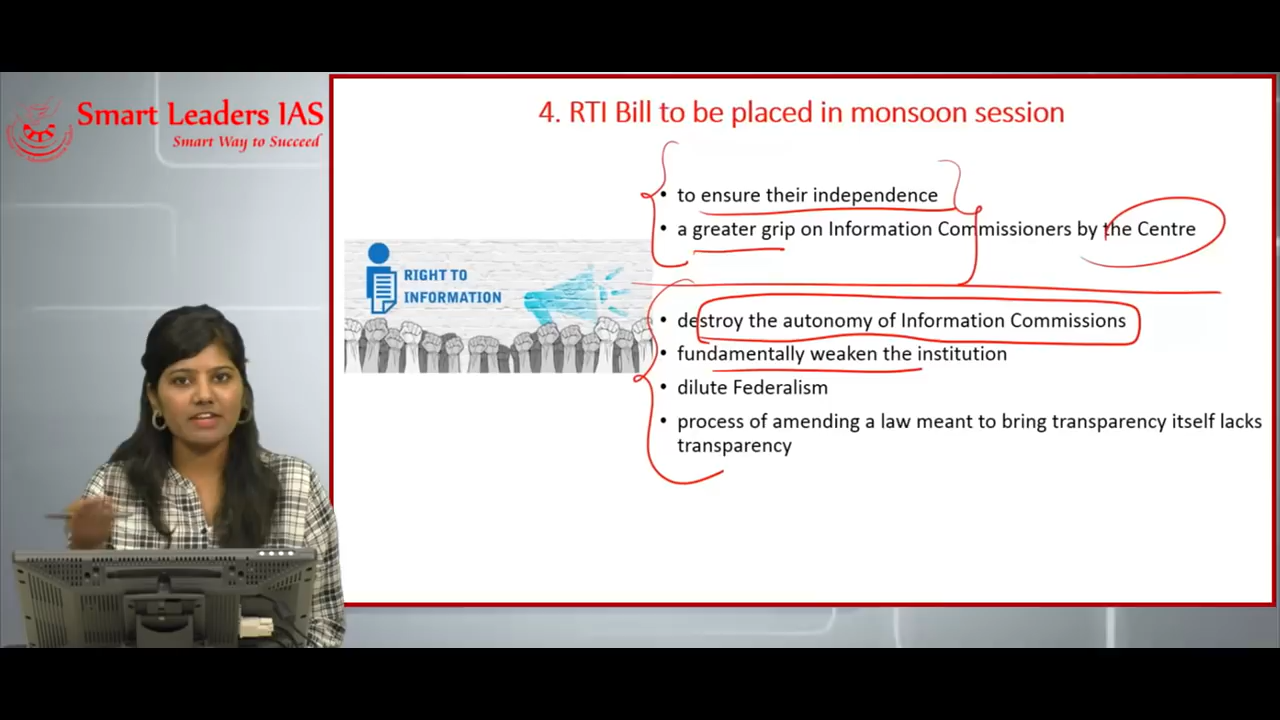 Smart Leaders IAS
Smart Way to Succeed
4. RTI Bill to be placed in monsoon session
• to ensure their independence
• a greater grip on Information Commissioners by the Centre
RIGHT TO
INFORMATION
• destroy the autonomy of Information Commissions
• fundamentally weaken the institution
• dilute Federalism
• process of amending a law meant to bring transparency itself lacks
transparency